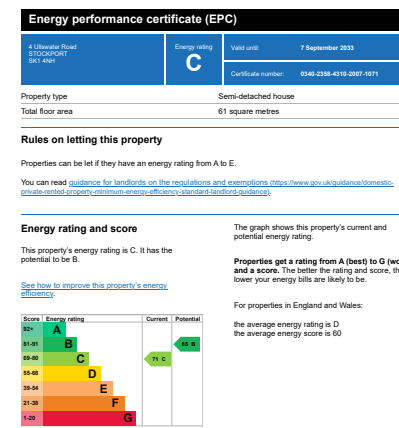 Energy performance certificate (EPC)
4 Ullswater Road
STOCKPORT
SK1 4NH
Energy rating
C
Valid until: 7 September 2033
Certificate number: 0340-2358-4310-2007-1071
Property type Semi-detached house
Total floor area 61 square metres
Rules on letting this property
Properties can be let if they have an energy rating from A to E.
You can read guidance for landlords on the regulations and exemptions (https://www.gov.uk/guidance/domestic-
private-rented-property-minimum-energy-efficiency-standard-landlord-guidance).
Energy rating and score
This property's energy rating is C. It has the
potential to be B.
See how to improve this property's energy
efficiency.
Score Energy rating Current Potential
92+ A
81-91 B 85 B
69-80 C 71 C
55-68 D
39-54 E
21-38 F
1-20 G
The graph shows this property's current and
potential energy rating.
Properties get a rating from A (best) to G (wo
and a score. The better the rating and score, th
lower your energy bills are likely to be.
For properties in England and Wales:
the average energy rating is D
the average energy score is 60